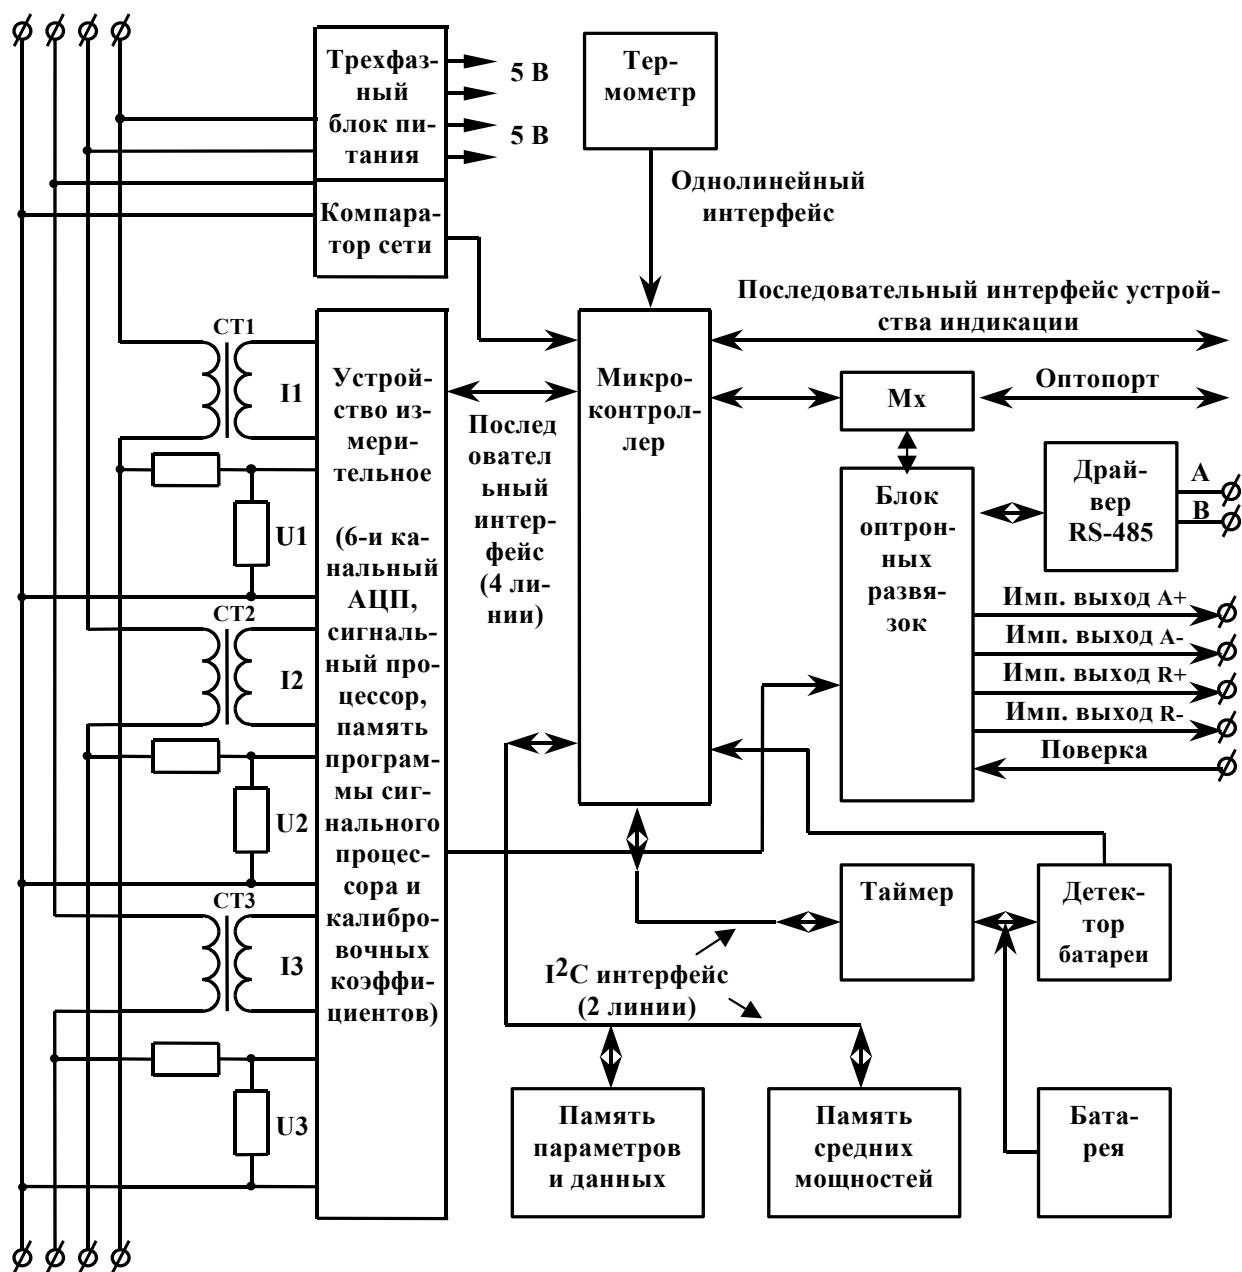 Трехфаз-
ный
блок пи-
тания
5 В
5 В
Компара-
тор сети
Тер-
мометр
Однолинейный
интерфейс
Последовательный интерфейс устрой-
ства индикации
СТ1
I1
U1
СТ2
I2
U2
СТ3
I3
U3
Устрой-
ство из-
мери-
тельное
(6-и ка-
нальный
АЦП,
сигналь-
ный про-
цессор,
память
програм-
мы сиг-
нального
процес-
сора и
калибро-
вочных
коэффи-
циентов)
Послед
овател
ьный
интер-
фейс
(4 ли-
нии)
Микро-
контрол-
лер
Мх
Оптопорт
Блок
оптрон-
ных
развя-
зок
Драй-
вер
RS-485
А
В
Имп. выход А+
Имп. выход А-
Имп. выход R+
Имп. выход R-
Поверка
Таймер
Детек-
тор
батареи
I²C интерфейс
(2 линии)
Память
параметров
и данных
Память
средних
мощностей
Бата-
рея